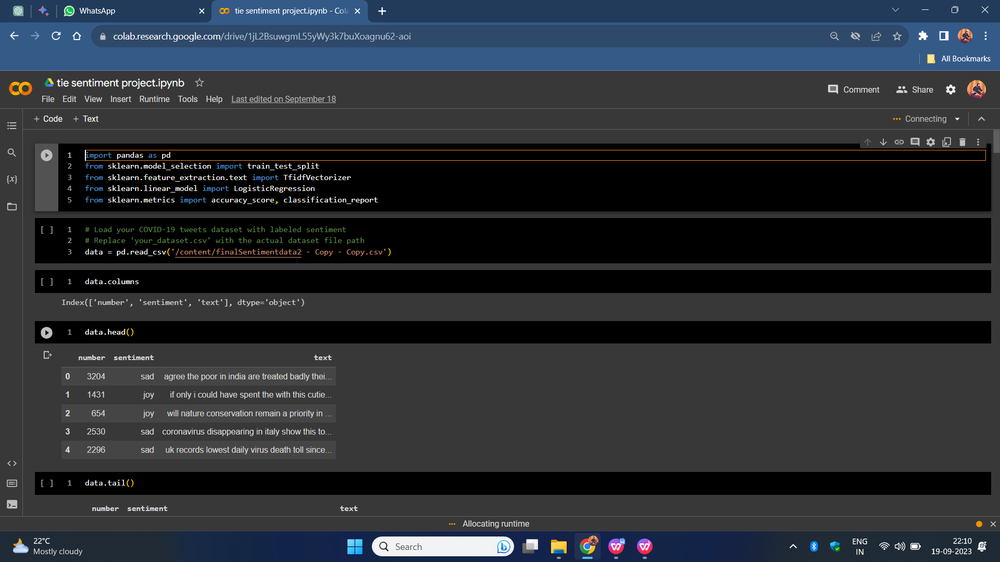 WhatsApp
tie sentiment project.ipynb - Cola
colab.research.google.com/drive/1jL2BsuwgmL55yWy3k7buXoagnu62-aoi
All Bookmarks
tie sentiment project.ipynb
File Edit View Insert Runtime Tools Help Last edited on September 18
Comment Share
+ Code + Text
Connecting
1 import pandas as pd
2 from sklearn.model_selection import train_test_split
3 from sklearn.feature_extraction.text import TfidfVectorizer
4 from sklearn.linear_model import LogisticRegression
5 from sklearn.metrics import accuracy_score, classification_report
[ ] 1 # Load your COVID-19 tweets dataset with labeled sentiment
2 # Replace 'your_dataset.csv' with the actual dataset file path
3 data = pd.read_csv('/content/finalSentimentdata2 - Copy - Copy.csv')
[ ] 1 data.columns
Index(['number', 'sentiment', 'text'], dtype='object')
1 data.head()
number sentiment text
0 3204 sad agree the poor in india are treated badly thei...
1 1431 joy if only i could have spent the with this cutie...
2 654 joy will nature conservation remain a priority in ...
3 2530 sad coronavirus disappearing in italy show this to...
4 2296 sad uk records lowest daily virus death toll since...
[ ] 1 data.tail()
number sentiment text
Allocating runtime
22°C
Mostly cloudy
Search
ENG
IN
22:10
19-09-2023